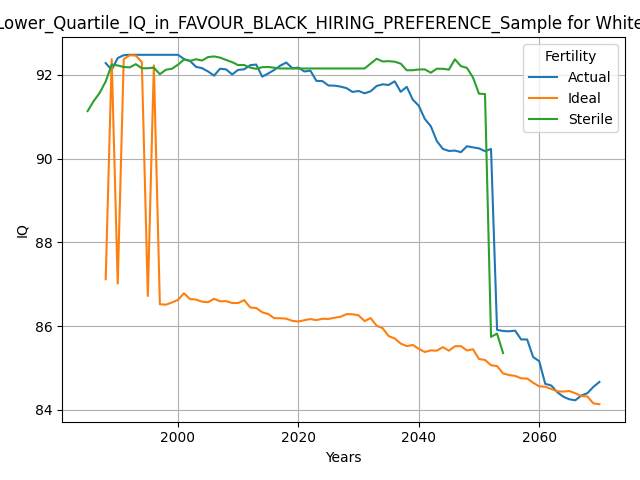 Lower_Quartile_IQ_in_FAVOUR_BLACK_HIRING_PREFERENCE_Sample for White
Fertility
Actual
Ideal
Sterile
92
90
88
86
84
IQ
2000
2020
2040
2060
Years